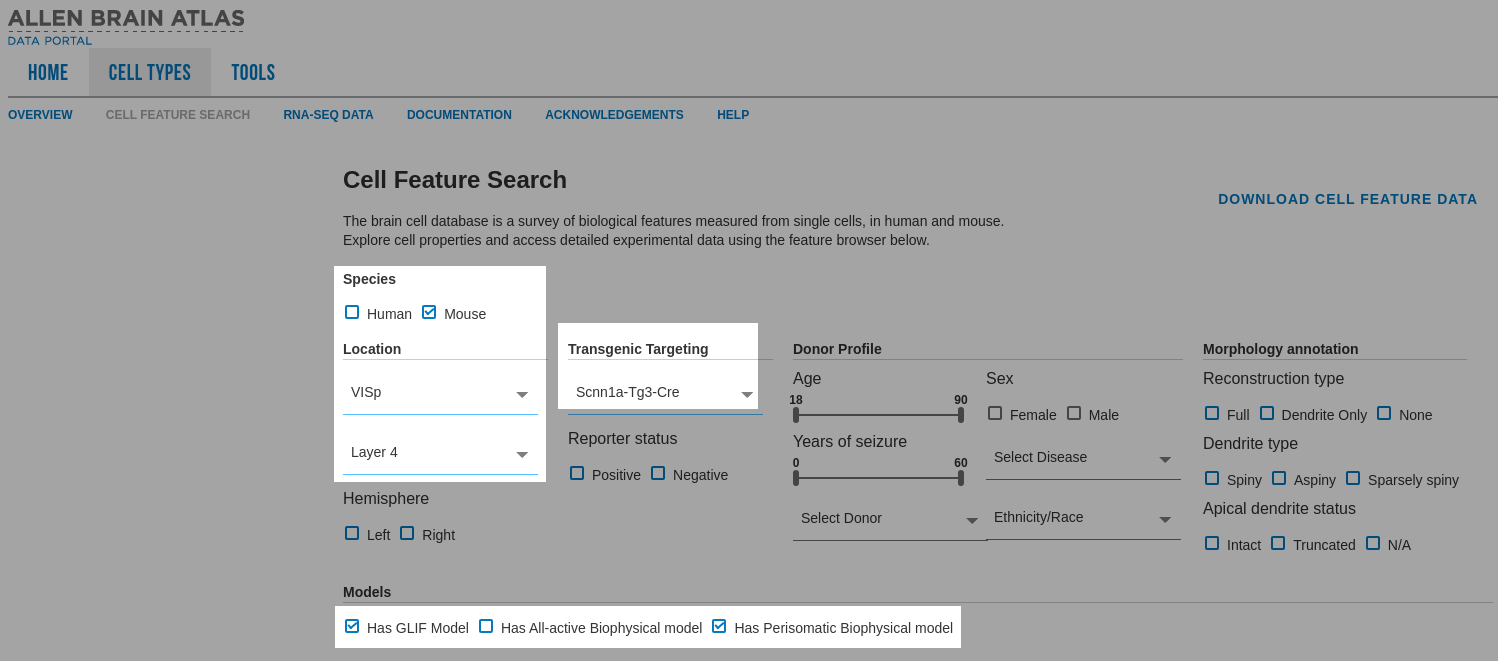 ALLEN BRAIN ATLAS
DATA PORTAL
HOME CELL TYPES TOOLS
OVERVIEW CELL FEATURE SEARCH RNA-SEQ DATA DOCUMENTATION ACKNOWLEDGEMENTS HELP
Cell Feature Search
DOWNLOAD CELL FEATURE DATA
The brain cell database is a survey of biological features measured from single cells, in human and mouse.
Explore cell properties and access detailed experimental data using the feature browser below.
Species
Human Mouse
Location
VISp
Layer 4
Hemisphere
Left Right
Transgenic Targeting
Scnn1a-Tg3-Cre
Reporter status
Positive Negative
Donor Profile
Age
18 90
Years of seizure
0 60
Select Donor
Sex
Female Male
Select Disease
Ethnicity/Race
Morphology annotation
Reconstruction type
Full Dendrite Only None
Dendrite type
Spiny Aspiny Sparsely spiny
Apical dendrite status
Intact Truncated N/A
Models
Has GLIF Model Has All-active Biophysical model Has Perisomatic Biophysical model